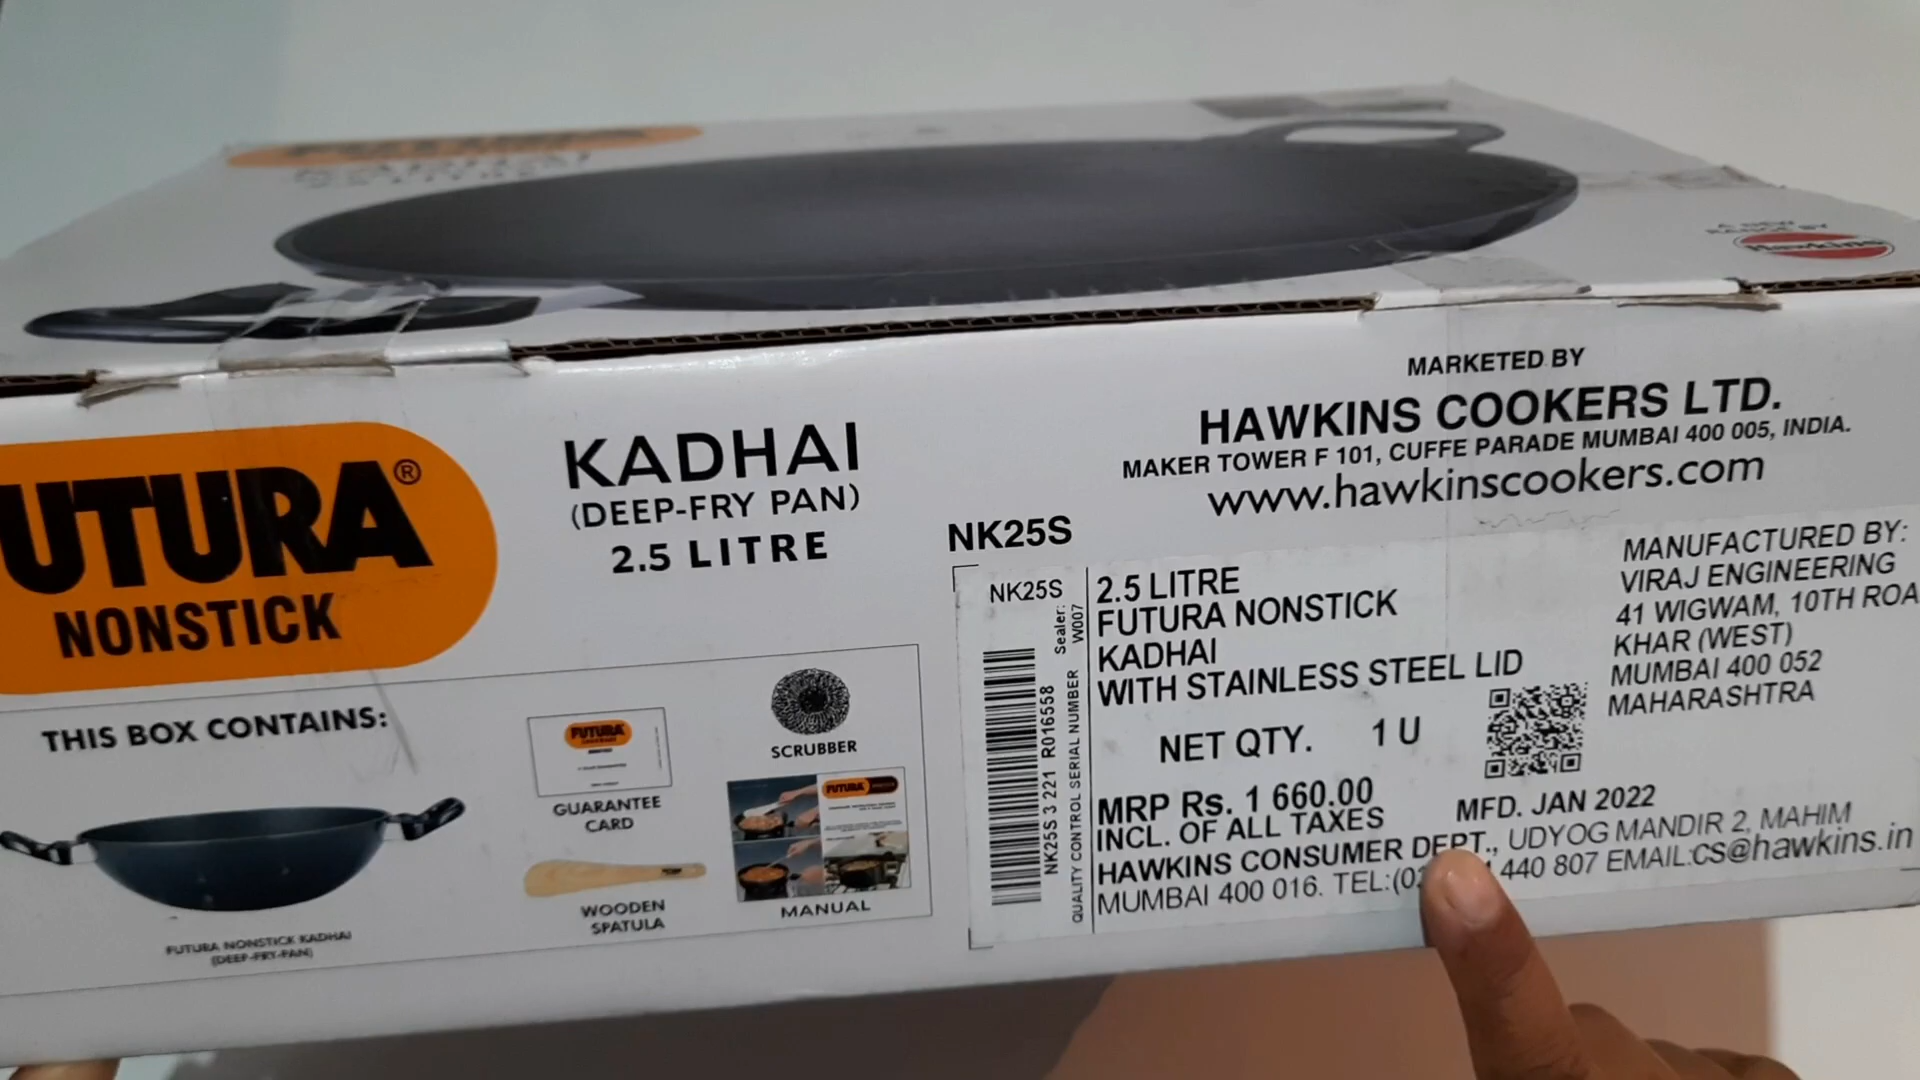 KADHAI
Hawkins
UTURA®
NONSTICK
KADHAI
(DEEP-FRY PAN)
2.5 LITRE
MARKETED BY
HAWKINS COOKERS LTD.
MAKER TOWER F 101, CUFFE PARADE MUMBAI 400 005, INDIA.
www.hawkinscookers.com
THIS BOX CONTAINS:
FUTURA NONSTICK KADHAI
(DEEP-FRY-PAN)
FUTURA
GUARANTEE
CARD
WOODEN
SPATULA
SCRUBBER
FUTURA
MANUAL
NK25S
NK25S
NK25S 3 221 R016558
Sealer:
W007
QUALITY CONTROL SERIAL NUMBER
2.5 LITRE
FUTURA NONSTICK
KADHAI
WITH STAINLESS STEEL LID
NET QTY. 1 U
MRP Rs. 1 660.00
INCL. OF ALL TAXES
MFD. JAN 2022
HAWKINS CONSUMER DEPT., UDYOG MANDIR 2, MAHIM
MUMBAI 400 016. TEL:(02 440 807 EMAIL:cs@hawkins.in
MANUFACTURED BY:
VIRAJ ENGINEERING
41 WIGWAM, 10TH ROA
KHAR (WEST)
MUMBAI 400 052
MAHARASHTRA